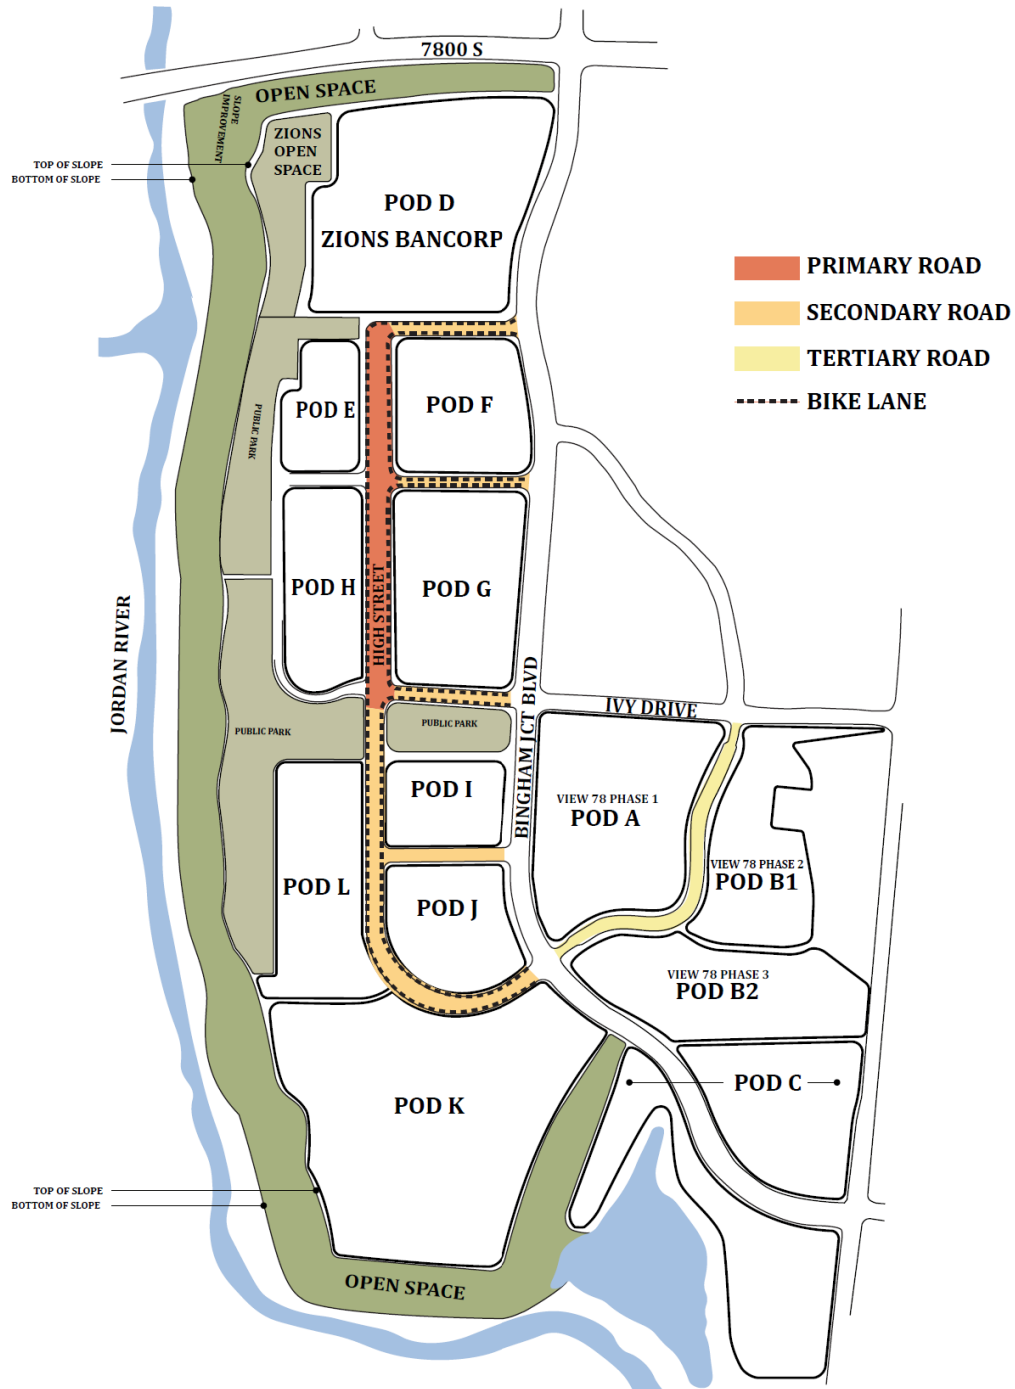 7800 S
OPEN SPACE
SLOPE
IMPROVEMENT
ZIONS
OPEN
SPACE
TOP OF SLOPE
BOTTOM OF SLOPE
POD D
ZIONS BANCORP
PRIMARY ROAD
SECONDARY ROAD
TERTIARY ROAD
BIKE LANE
POD E
POD F
PUBLIC PARK
POD H
HIGH STREET
POD G
JORDAN RIVER
BINGHAM JCT BLVD
IVY DRIVE
PUBLIC PARK
PUBLIC PARK
POD I
VIEW 78 PHASE 1
POD A
VIEW 78 PHASE 2
POD B1
POD L
POD J
VIEW 78 PHASE 3
POD B2
POD C
POD K
TOP OF SLOPE
BOTTOM OF SLOPE
OPEN SPACE